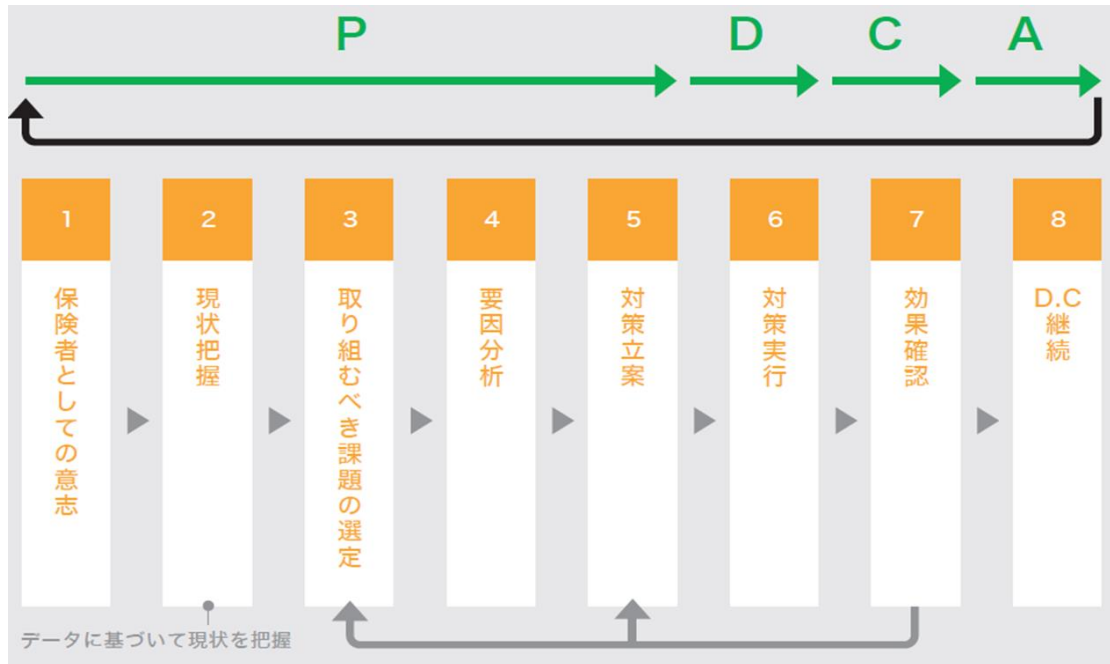 P
D
C
A
1
2
3
4
5
6
7
8
保険者としての意志
現状把握
取り組むべき課題の選定
要因分析
対策立案
対策実行
効果確認
D.C
継続
データに基づいて現状を把握